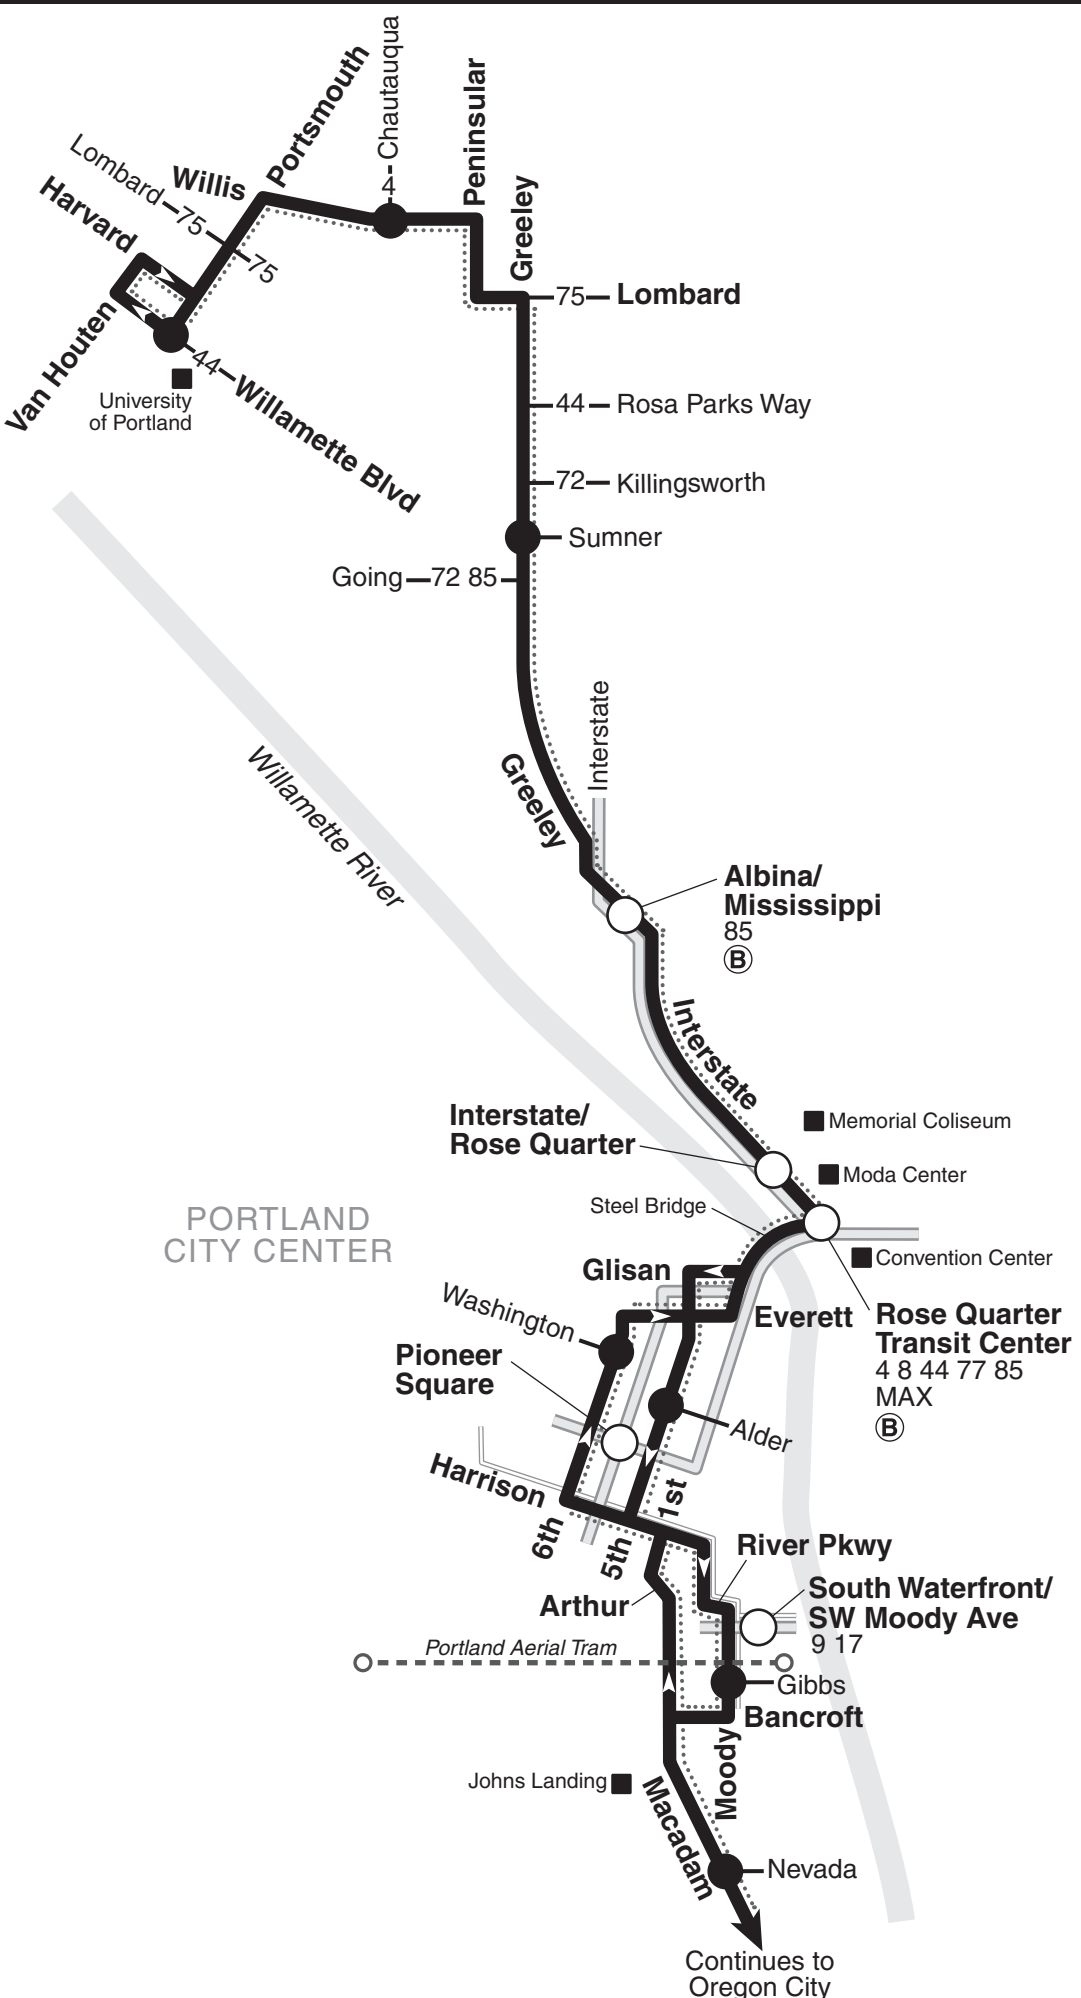 Chautauqua
Portsmouth
Peninsular
Lombard
75
Willis
4
Harvard
Greeley
75
75
Lombard
Van Houten
44
Willamette Blvd
University
of Portland
44
Rosa Parks Way
72
Killingsworth
Sumner
Going
72 85
Interstate
Greeley
Willamette River
Albina/
Mississippi
85
B
Interstate
Interstate/
Rose Quarter
Memorial Coliseum
Moda Center
Steel Bridge
PORTLAND
CITY CENTER
Convention Center
Glisan
Washington
Everett
Rose Quarter
Transit Center
4 8 44 77 85
MAX
B
Pioneer
Square
Alder
Harrison
1st
6th
5th
River Pkwy
Arthur
South Waterfront/
SW Moody Ave
9 17
Portland Aerial Tram
Gibbs
Bancroft
Moody
Johns Landing
Macadam
Nevada
Continues to
Oregon City